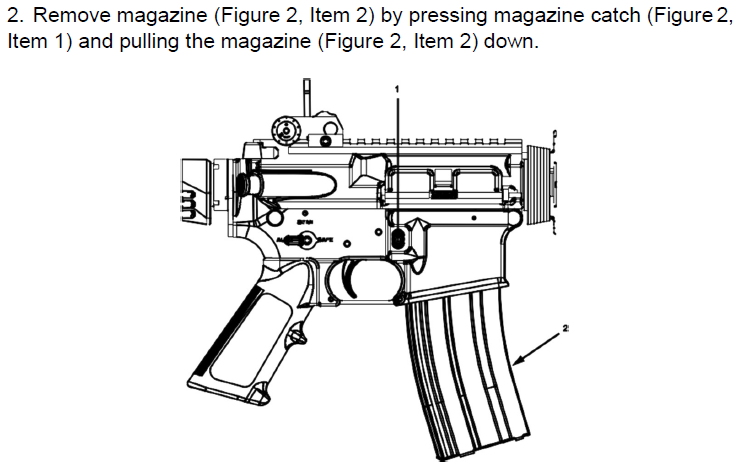 2. Remove magazine (Figure 2, Item 2) by pressing magazine catch (Figure 2,
Item 1) and pulling the magazine (Figure 2, Item 2) down.
1
SAFE
2